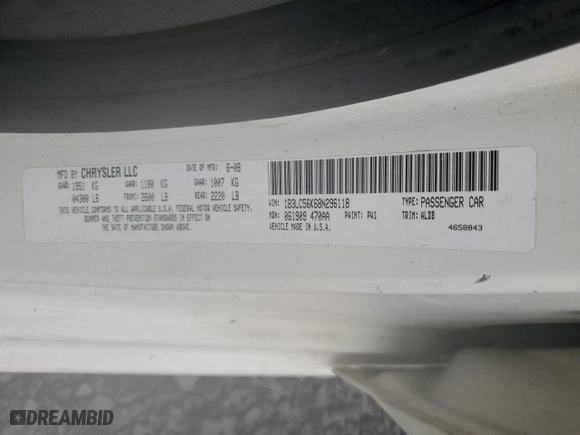 MFD BY CHRYSLER LLC DATE OF MFR: 6-08
GVWR: 1951 KG GAWR: 1180 KG GAWR: 1007 KG
04300 LB FRONT: 2600 LB REAR: 2220 LB
THIS VEHICLE CONFORMS TO ALL APPLICABLE U.S.A. FEDERAL MOTOR VEHICLE SAFETY,
BUMPER AND THEFT PREVENTION STANDARDS IN EFFECT ON
THE DATE OF MANUFACTURE SHOWN ABOVE.
VIN: 1B3LC56K68N296118 TYPE: PASSENGER CAR
MDH: 061909 470AA PAINT: PW1 TRIM: ALDB
VEHICLE MADE IN U.S.A. 4658843
DREAMBID